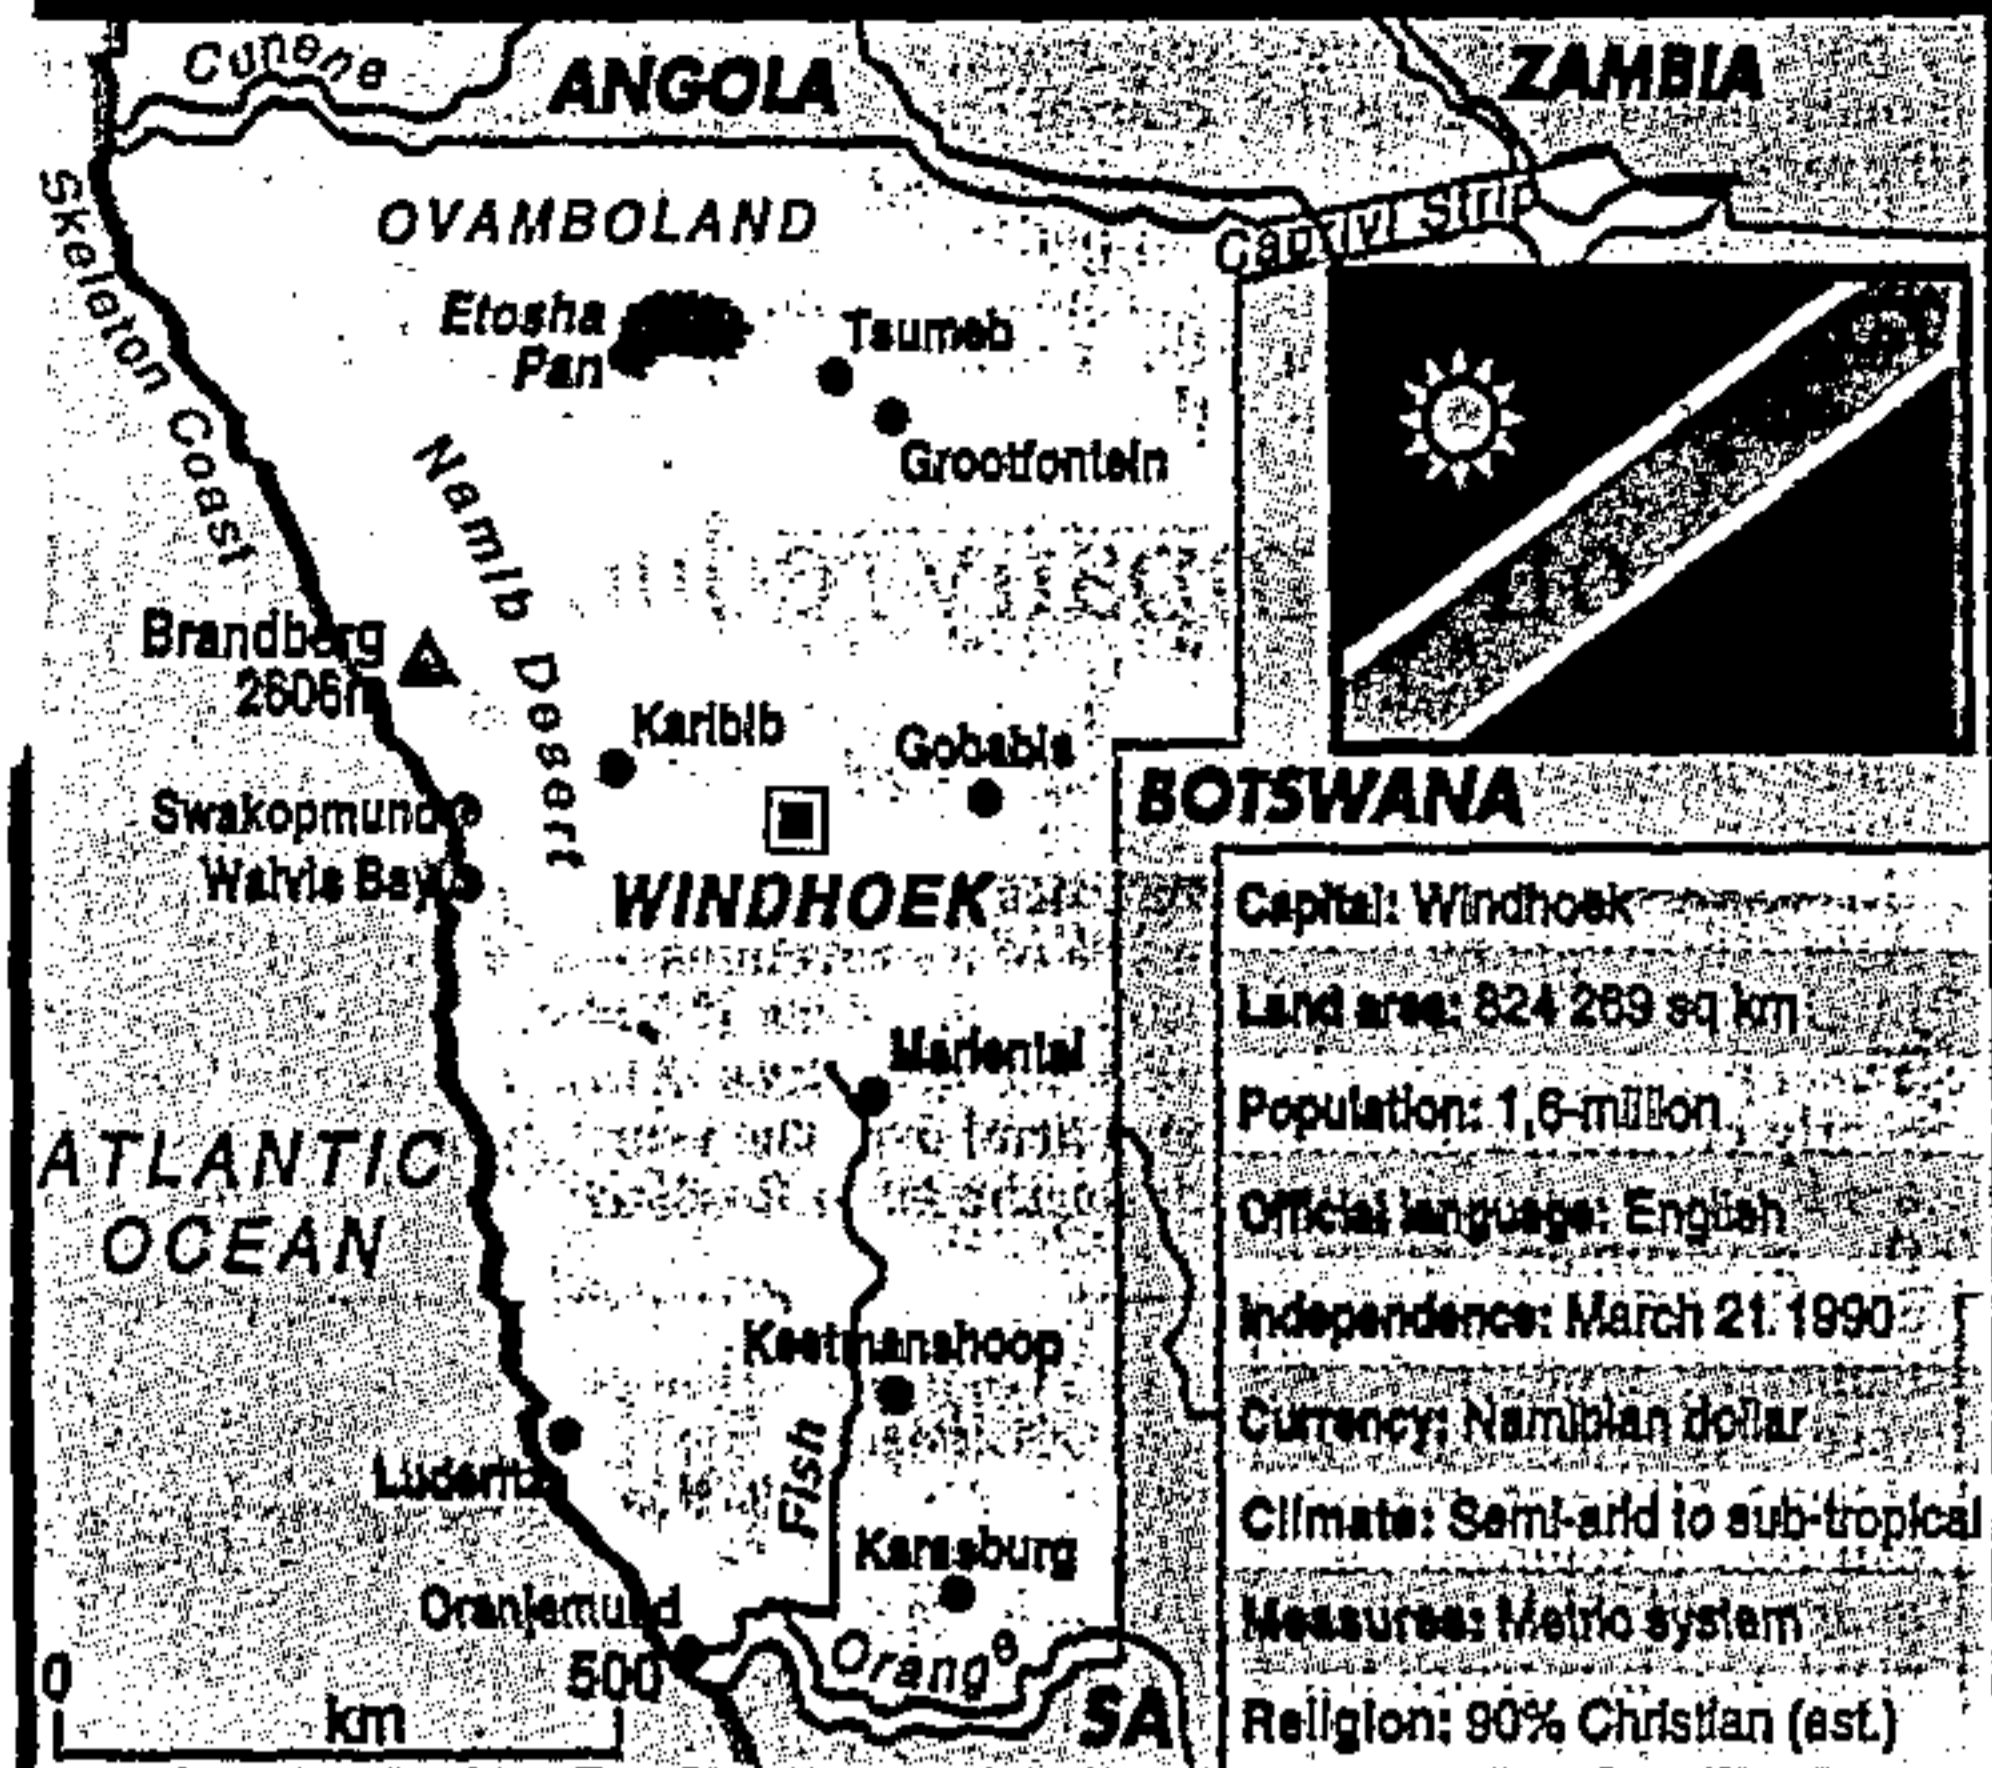 Cunene
ANGOLA
ZAMBIA
Skeleton Coast
OVAMBOLAND
Caprivi Strip
Etosha
Pan
Tsumeb
Grootfontein
Namib Desert
Brandberg
2606m
Karibib
Gobabis
BOTSWANA
Swakopmund
Walvis Bay
WINDHOEK
Capital: Windhoek
Land area: 824 269 sq km
Mariental
Population: 1,6-million
ATLANTIC
OCEAN
Official language: English
Independence: March 21 1990
Keetmanshoop
Currency: Namibian dollar
Luderitz
Fish
Climate: Semi-arid to sub-tropical
Karasburg
Oranjemund
Measures: Metric system
Orange
0 500
km
SA
Religion: 90% Christian (est.)